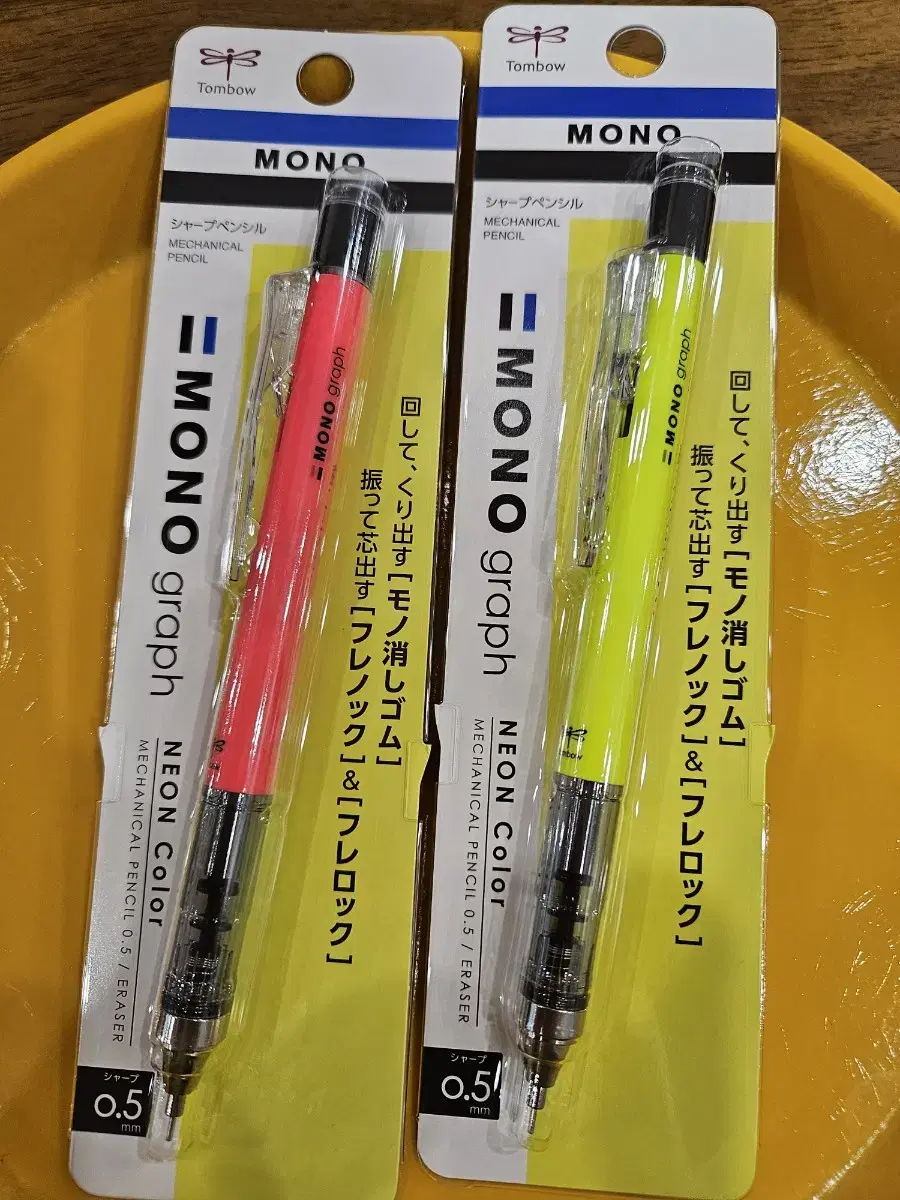 Tombow
MONO
シャープペンシル
MECHANICAL
PENCIL
MONO graph
NEON Color
MECHANICAL PENCIL 0.5 / ERASER
シャープ
0.5
mm
MONO graph
回して、くり出す[モノ消しゴム]
振って芯出す[フレノック]&[フレロック]
Tombow
MONO
シャープペンシル
MECHANICAL
PENCIL
MONO graph
NEON Color
MECHANICAL PENCIL 0.5 / ERASER
シャープ
0.5
mm
MONO graph
Tombow
回して、くり出す[モノ消しゴム]
振って芯出す[フレノック]&[フレロック]